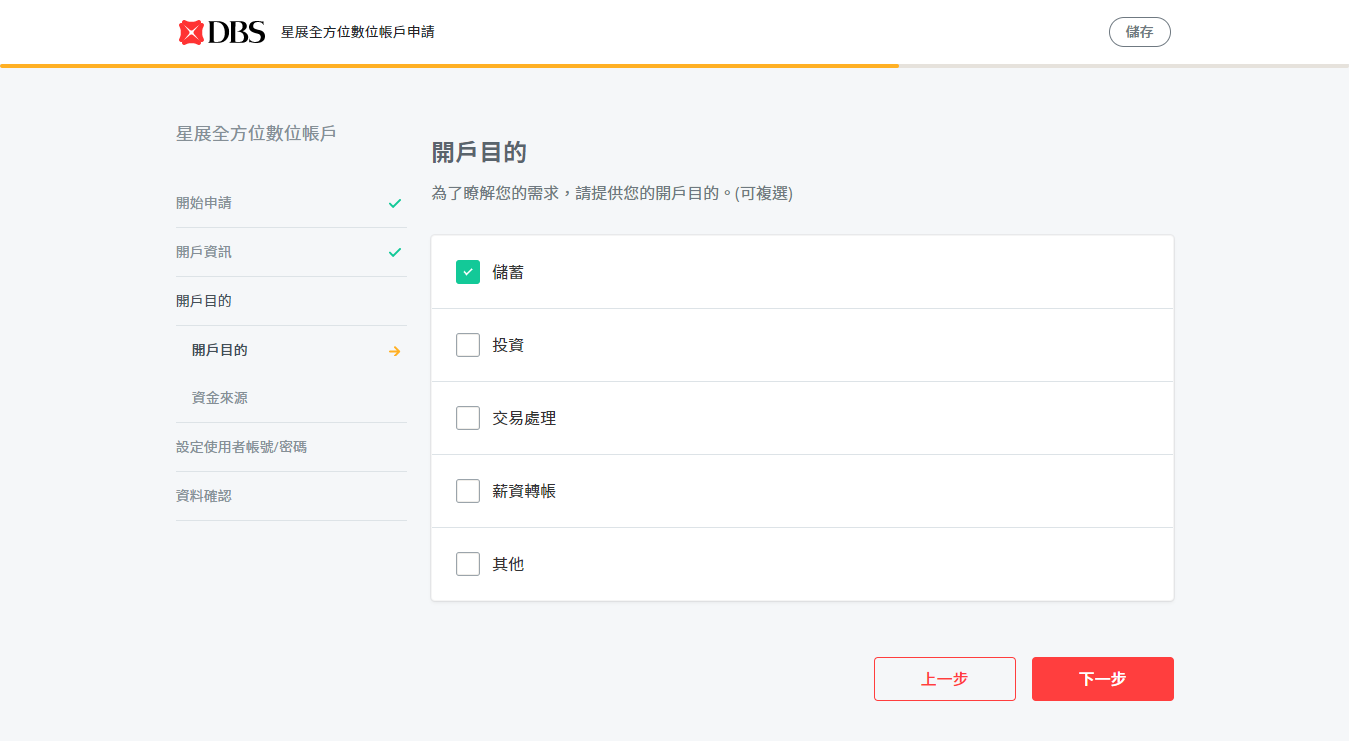 DBS 星展全方位數位帳戶申請
儲存
星展全方位數位帳戶
開始申請
開戶資訊
開戶目的
開戶目的
資金來源
設定使用者帳號/密碼
資料確認
開戶目的
為了瞭解您的需求，請提供您的開戶目的。(可複選)
儲蓄
投資
交易處理
薪資轉帳
其他
上一步
下一步